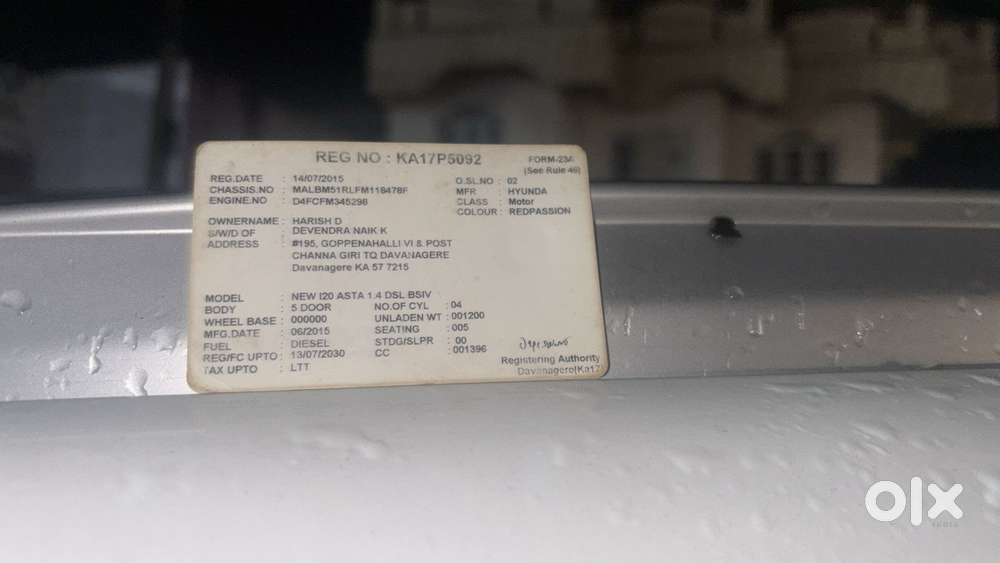 REG NO : KA17P5092
FORM-23A
(See Rule 48)
REG.DATE : 14/07/2015 O.SL.NO : 02
CHASSIS.NO : MALBM51RLFM118478F MFR : HYUNDA
ENGINE.NO : D4FCFM345298 CLASS : Motor
COLOUR : REDPASSION
OWNERNAME : HARISH D
S/W/D OF : DEVENDRA NAIK K
ADDRESS : #195, GOPPENAHALLI VI & POST
CHANNA GIRI TQ DAVANAGERE
Davanagere KA 57 7215
MODEL : NEW I20 ASTA 1.4 DSL BSIV
BODY : 5 DOOR NO.OF CYL : 04
WHEEL BASE : 000000 UNLADEN WT : 001200
MFG.DATE : 06/2015 SEATING : 005
FUEL : DIESEL STDG/SLPR : 00
REG/FC UPTO : 13/07/2030 CC : 001396
TAX UPTO : LTT
Registering Authority
Davanagere(Ka17
OLX
INDIA